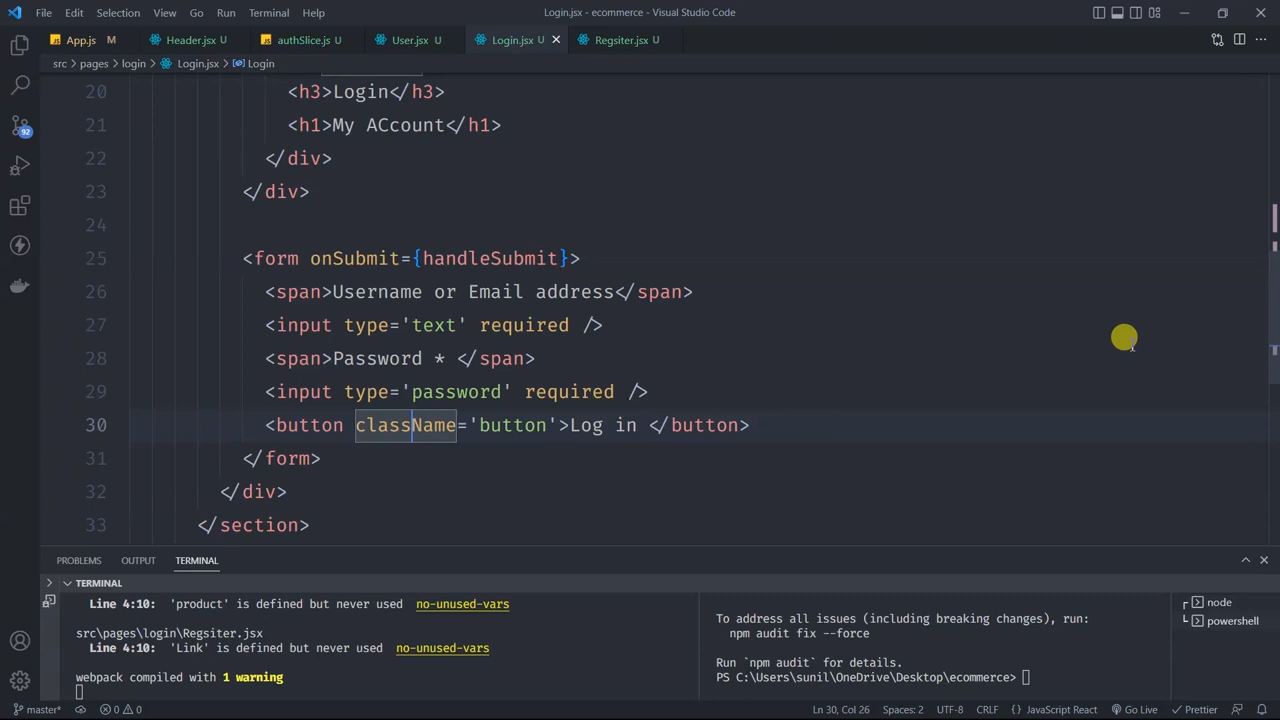 File Edit Selection View Go Run Terminal Help Login.jsx - ecommerce - Visual Studio Code
App.js M Header.jsx U authSlice.js U User.jsx U Login.jsx U Regsiter.jsx U
src > pages > login > Login.jsx > Login
20 <h3>Login</h3>
21 <h1>My ACcount</h1>
22 </div>
23 </div>
24
25 <form onSubmit={handleSubmit}>
26 <span>Username or Email address</span>
27 <input type='text' required />
28 <span>Password * </span>
29 <input type='password' required />
30 <button className='button'>Log in </button>
31 </form>
32 </div>
33 </section>
92
PROBLEMS OUTPUT TERMINAL
TERMINAL
Line 4:10: 'product' is defined but never used no-unused-vars
src\pages\login\Regsiter.jsx
Line 4:10: 'Link' is defined but never used no-unused-vars
webpack compiled with 1 warning
To address all issues (including breaking changes), run:
npm audit fix --force
Run `npm audit` for details.
PS C:\Users\sunil\OneDrive\Desktop\ecommerce>
node
powershell
master* 0 0 Ln 30, Col 26 Spaces: 2 UTF-8 CRLF JavaScript React Go Live Prettier